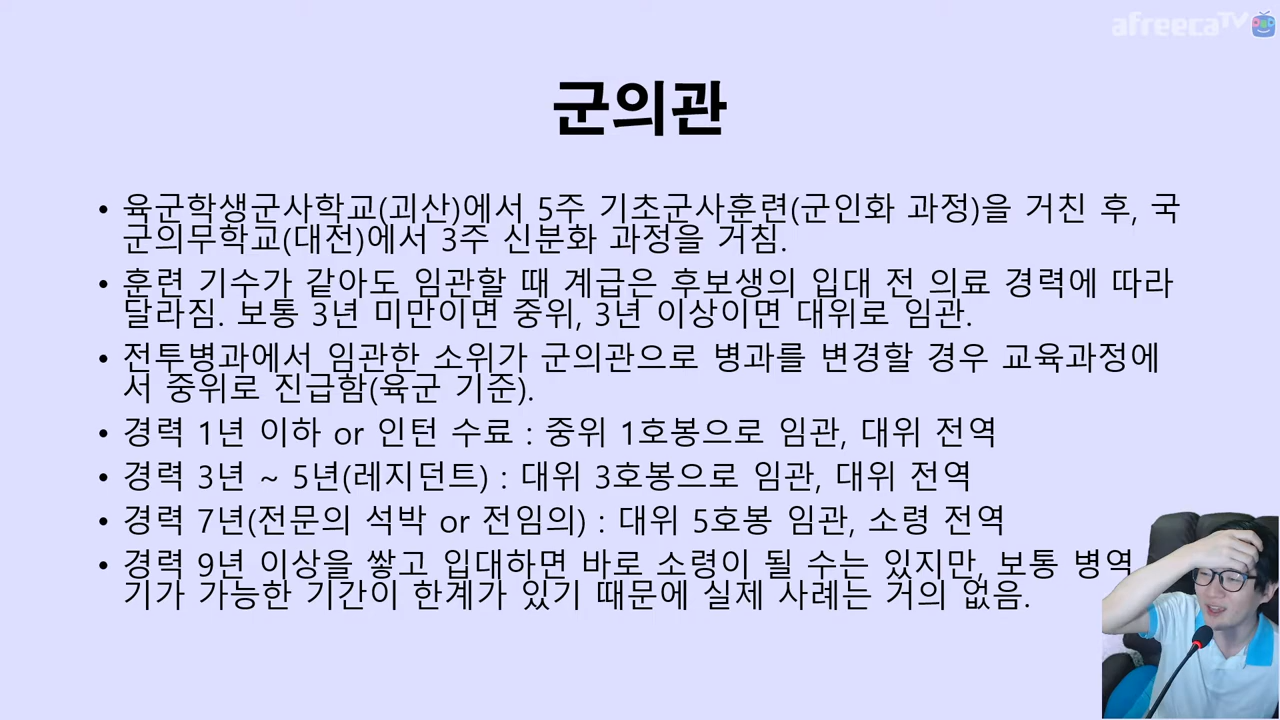 afreecaTV
군의관
• 육군학생군사학교(괴산)에서 5주 기초군사훈련(군인화 과정)을 거친 후, 국
군의무학교(대전)에서 3주 신분화 과정을 거침.
• 훈련 기수가 같아도 임관할 때 계급은 후보생의 입대 전 의료 경력에 따라
달라짐. 보통 3년 미만이면 중위, 3년 이상이면 대위로 임관.
• 전투병과에서 임관한 소위가 군의관으로 병과를 변경할 경우 교육과정에
서 중위로 진급함(육군 기준).
• 경력 1년 이하 or 인턴 수료 : 중위 1호봉으로 임관, 대위 전역
• 경력 3년 ~ 5년(레지던트) : 대위 3호봉으로 임관, 대위 전역
• 경력 7년(전문의 석박 or 전임의) : 대위 5호봉 임관, 소령 전역
• 경력 9년 이상을 쌓고 입대하면 바로 소령이 될 수는 있지만, 보통 병역
기가 가능한 기간이 한계가 있기 때문에 실제 사례는 거의 없음.